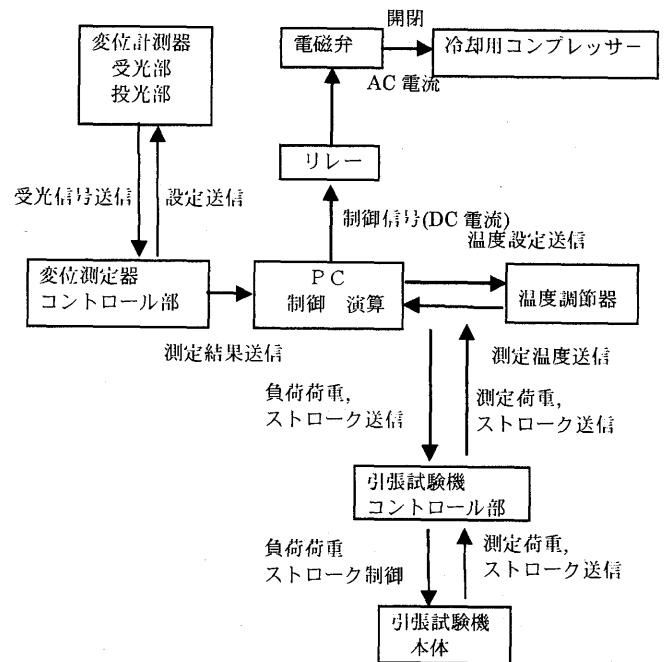 変位計測器
受光部
投光部
電磁弁
開閉
冷却用コンプレッサー
AC 電流
リレー
受光信号送信
設定送信
制御信号(DC 電流)
温度設定送信
変位測定器
コントロール部
ＰＣ
制御　演算
温度調節器
測定結果送信
測定温度送信
負荷荷重,
ストローク送信
測定荷重,
ストローク送信
引張試験機
コントロール部
負荷荷重
ストローク制御
測定荷重,
ストローク送信
引張試験機
本体